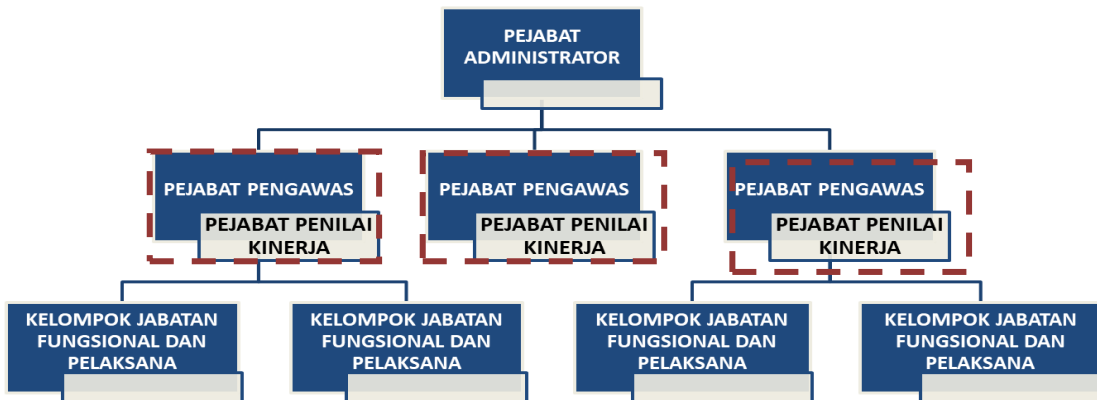 PEJABAT
ADMINISTRATOR
PEJABAT PENGAWAS
PEJABAT PENILAI
KINERJA
PEJABAT PENGAWAS
PEJABAT PENILAI
KINERJA
PEJABAT PENGAWAS
PEJABAT PENILAI
KINERJA
KELOMPOK JABATAN
FUNGSIONAL DAN
PELAKSANA
KELOMPOK JABATAN
FUNGSIONAL DAN
PELAKSANA
KELOMPOK JABATAN
FUNGSIONAL DAN
PELAKSANA
KELOMPOK JABATAN
FUNGSIONAL DAN
PELAKSANA